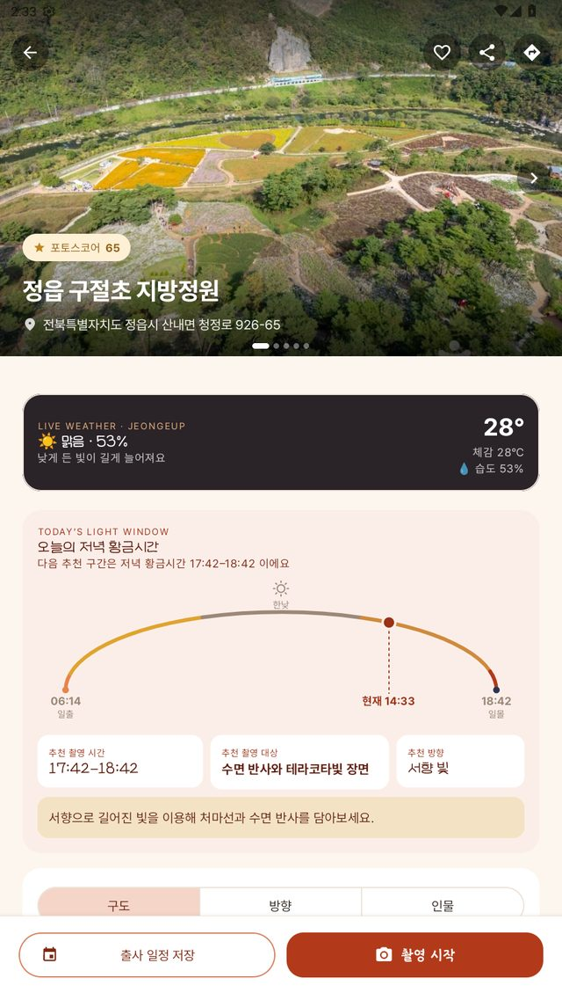 2:33
포토스코어 65
정읍 구절초 지방정원
전북특별자치도 정읍시 산내면 청정로 926-65
LIVE WEATHER · JEONGEUP
맑음 · 53%
낮게 든 빛이 길게 늘어져요
28°
체감 28°C
습도 53%
TODAY'S LIGHT WINDOW
오늘의 저녁 황금시간
다음 추천 구간은 저녁 황금시간 17:42–18:42 이에요
한낮
06:14
일출
현재 14:33
18:42
일몰
추천 촬영 시간
17:42–18:42
추천 촬영 대상
수면 반사와 테라코타빛 장면
추천 방향
서향 빛
서향으로 길어진 빛을 이용해 처마선과 수면 반사를 담아보세요.
구도
방향
인물
출사 일정 저장
촬영 시작